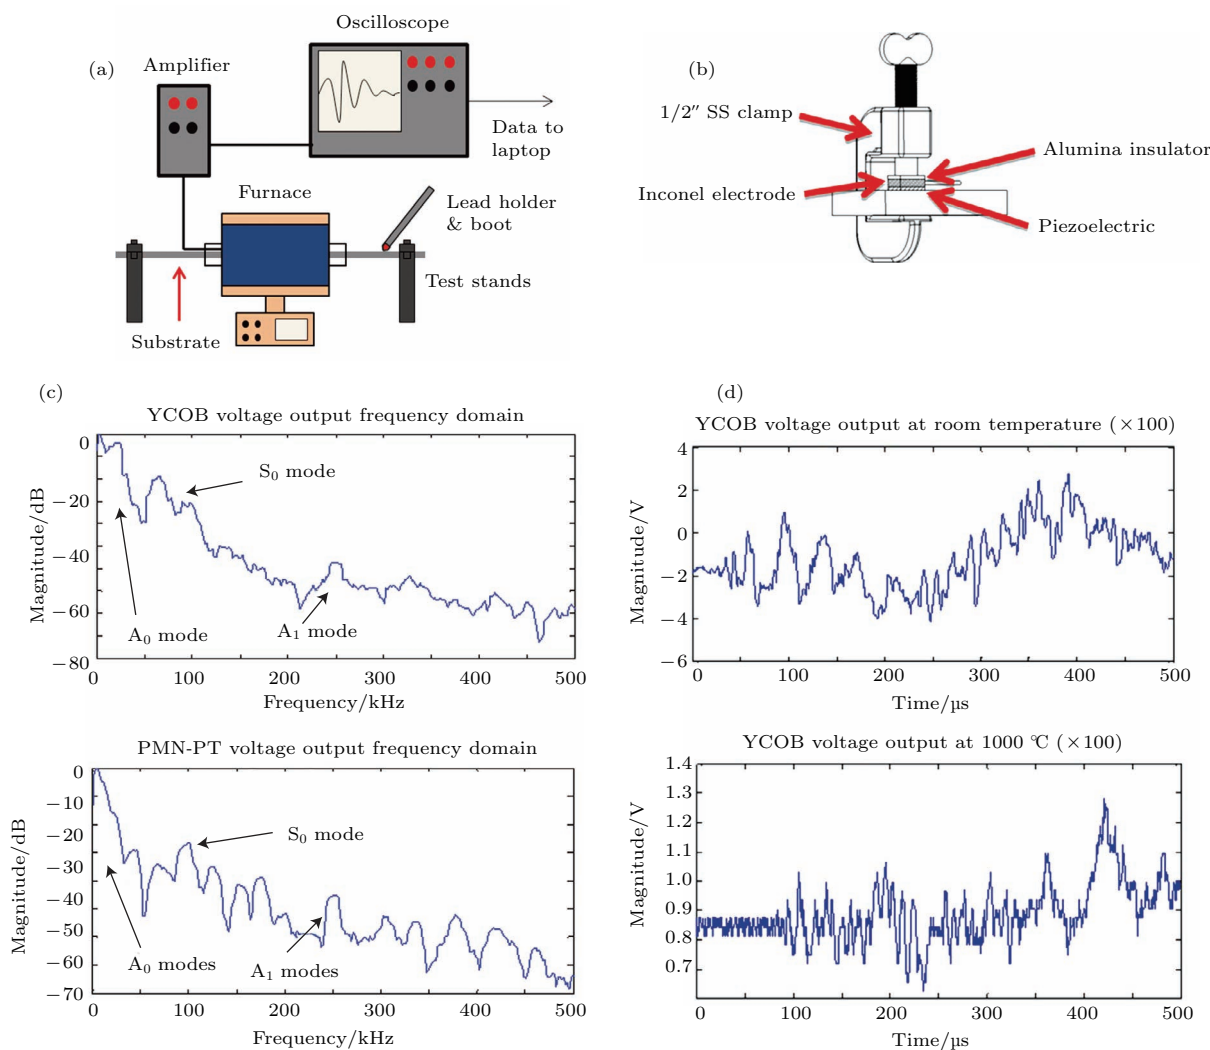 (a)
Oscilloscope
Amplifier
Data to
laptop
Furnace
Lead holder
& boot
Test stands
Substrate
(b)
1/2″ SS clamp
Alumina insulator
Inconel electrode
Piezoelectric
(c)
YCOB voltage output frequency domain
Magnitude/dB
0
−20
−40
−60
−80
S0 mode
A0 mode
A1 mode
0 100 200 300 400 500
Frequency/kHz
PMN-PT voltage output frequency domain
Magnitude/dB
0
−10
−20
−30
−40
−50
−60
−70
S0 mode
A0 modes
A1 modes
0 100 200 300 400 500
Frequency/kHz
(d)
YCOB voltage output at room temperature (×100)
Magnitude/V
4
2
0
−2
−4
−6
0 100 200 300 400 500
Time/µs
YCOB voltage output at 1000 ℃ (×100)
Magnitude/V
1.4
1.3
1.2
1.1
1.0
0.9
0.8
0.7
0 100 200 300 400 500
Time/µs